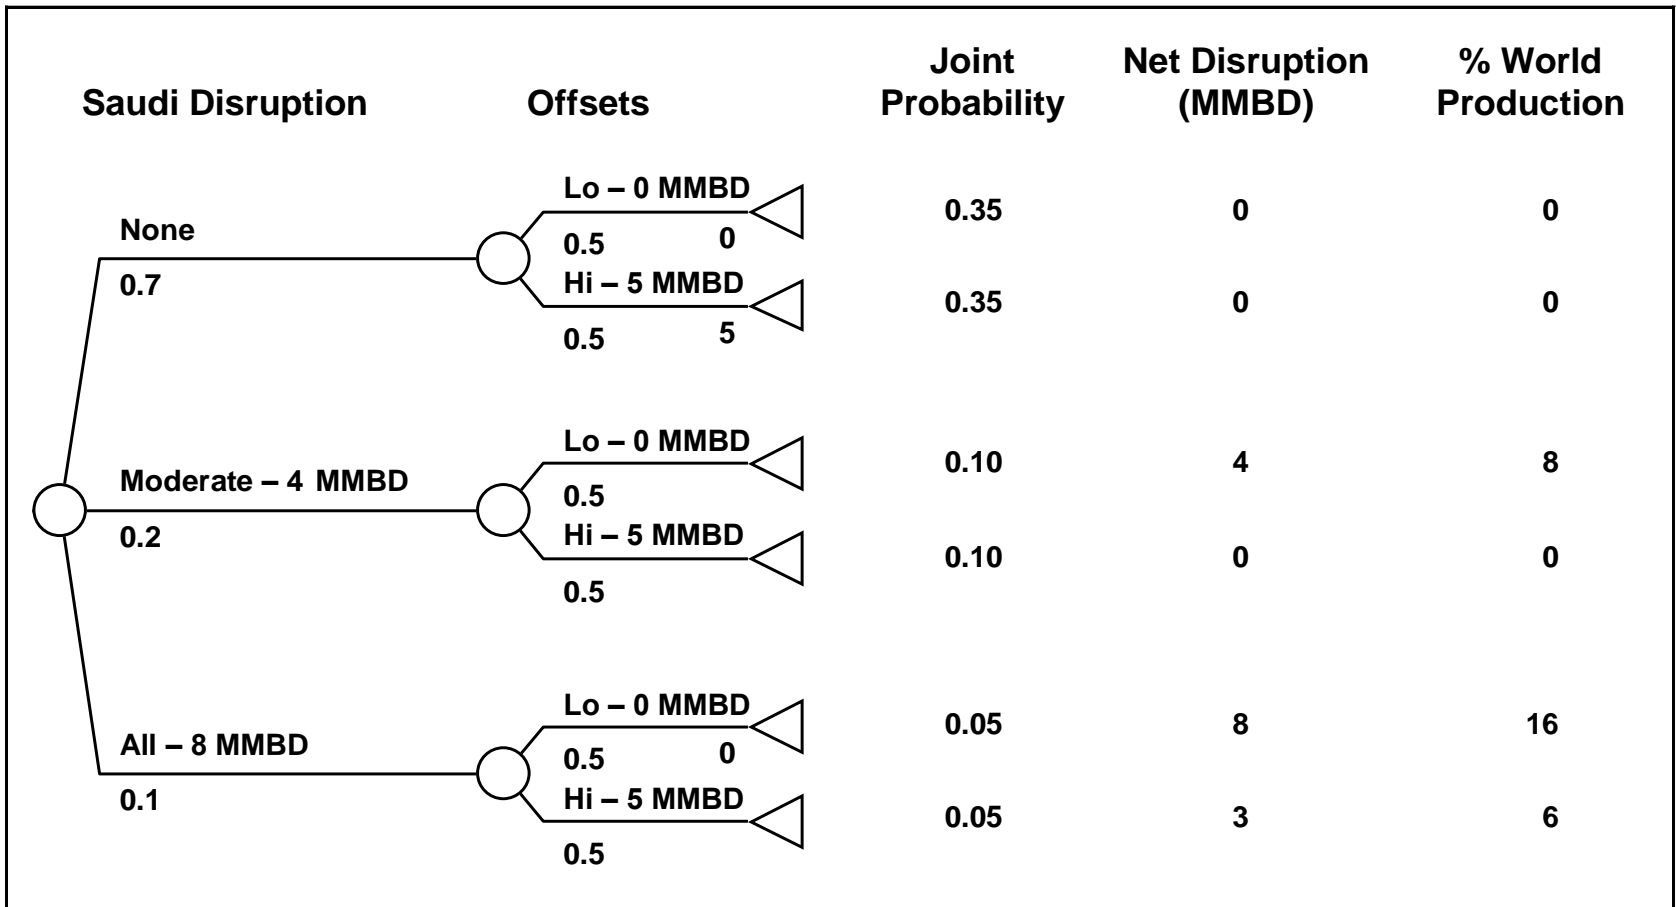 Saudi Disruption Offsets Joint Probability Net Disruption (MMBD) % World Production
Lo – 0 MMBD 0.35 0 0
None
0.5 0
0.7 Hi – 5 MMBD
0.35 0 0
0.5 5
Lo – 0 MMBD
Moderate – 4 MMBD 0.10 4 8
0.5
0.2 Hi – 5 MMBD
0.10 0 0
0.5
Lo – 0 MMBD
0.05 8 16
All – 8 MMBD 0.5 0
0.1 Hi – 5 MMBD
0.05 3 6
0.5